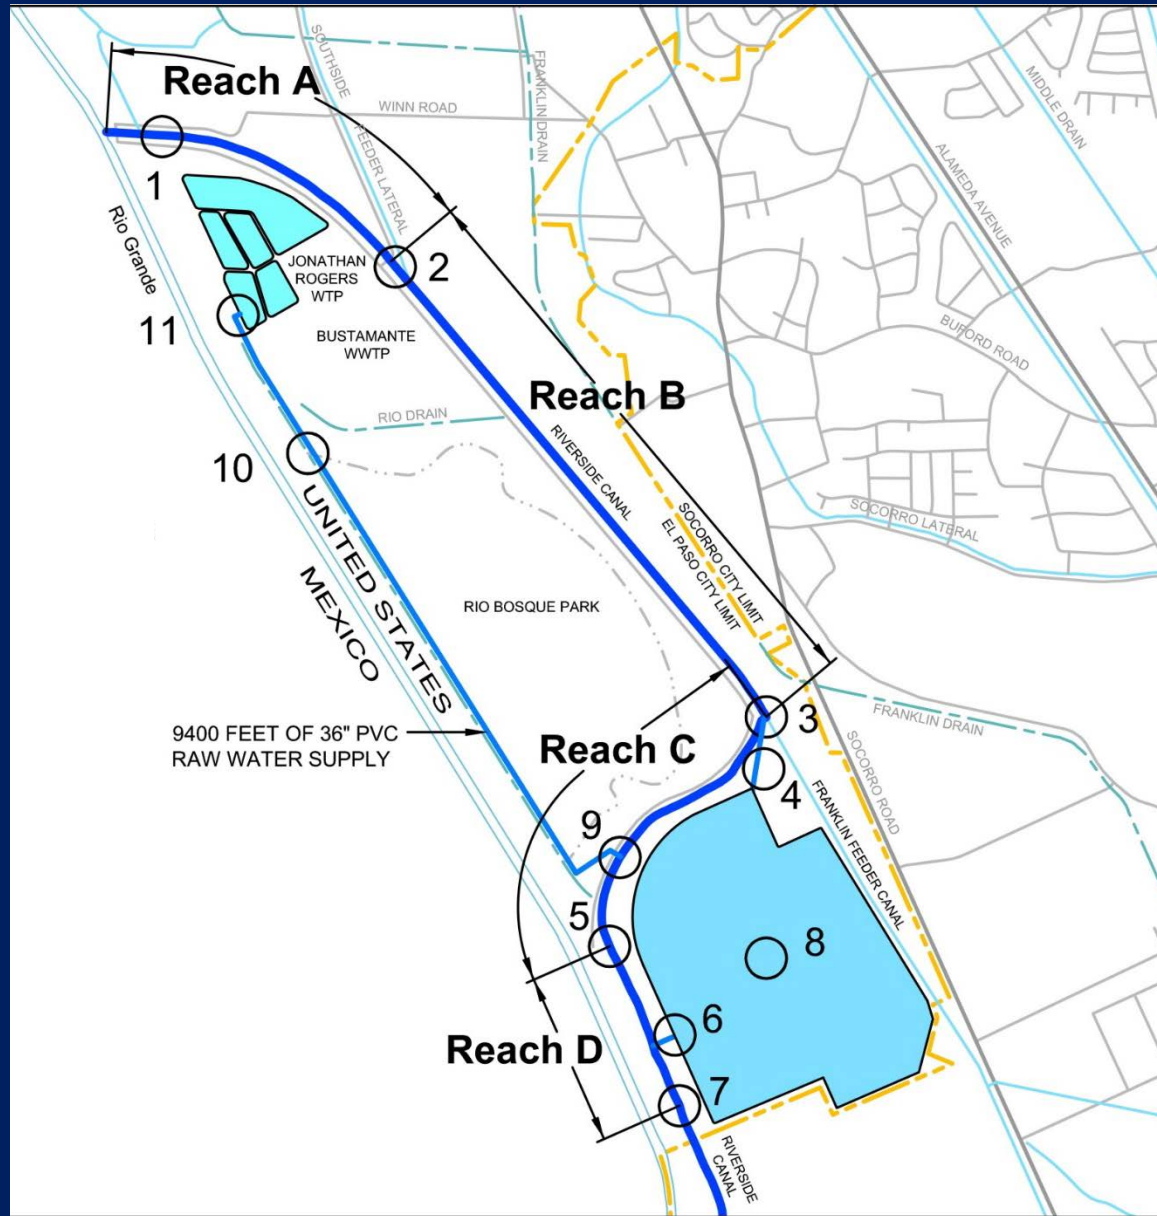 Reach A
SOUTHSIDE
FEEDER LATERAL
FRANKLIN DRAIN
WINN ROAD
MIDDLE DRAIN
ALAMEDA AVENUE
1
2
Rio Grande
JONATHAN
ROGERS
WTP
11
BUSTAMANTE
WWTP
BUFORD ROAD
Reach B
RIO DRAIN
RIVERSIDE CANAL
10
UNITED STATES
MEXICO
SOCORRO LATERAL
SOCORRO CITY LIMIT
EL PASO CITY LIMIT
RIO BOSQUE PARK
3
FRANKLIN DRAIN
9400 FEET OF 36" PVC
RAW WATER SUPPLY
Reach C
SOCORRO ROAD
4
FRANKLIN FEEDER CANAL
9
5
8
6
Reach D
7
RIVERSIDE
CANAL